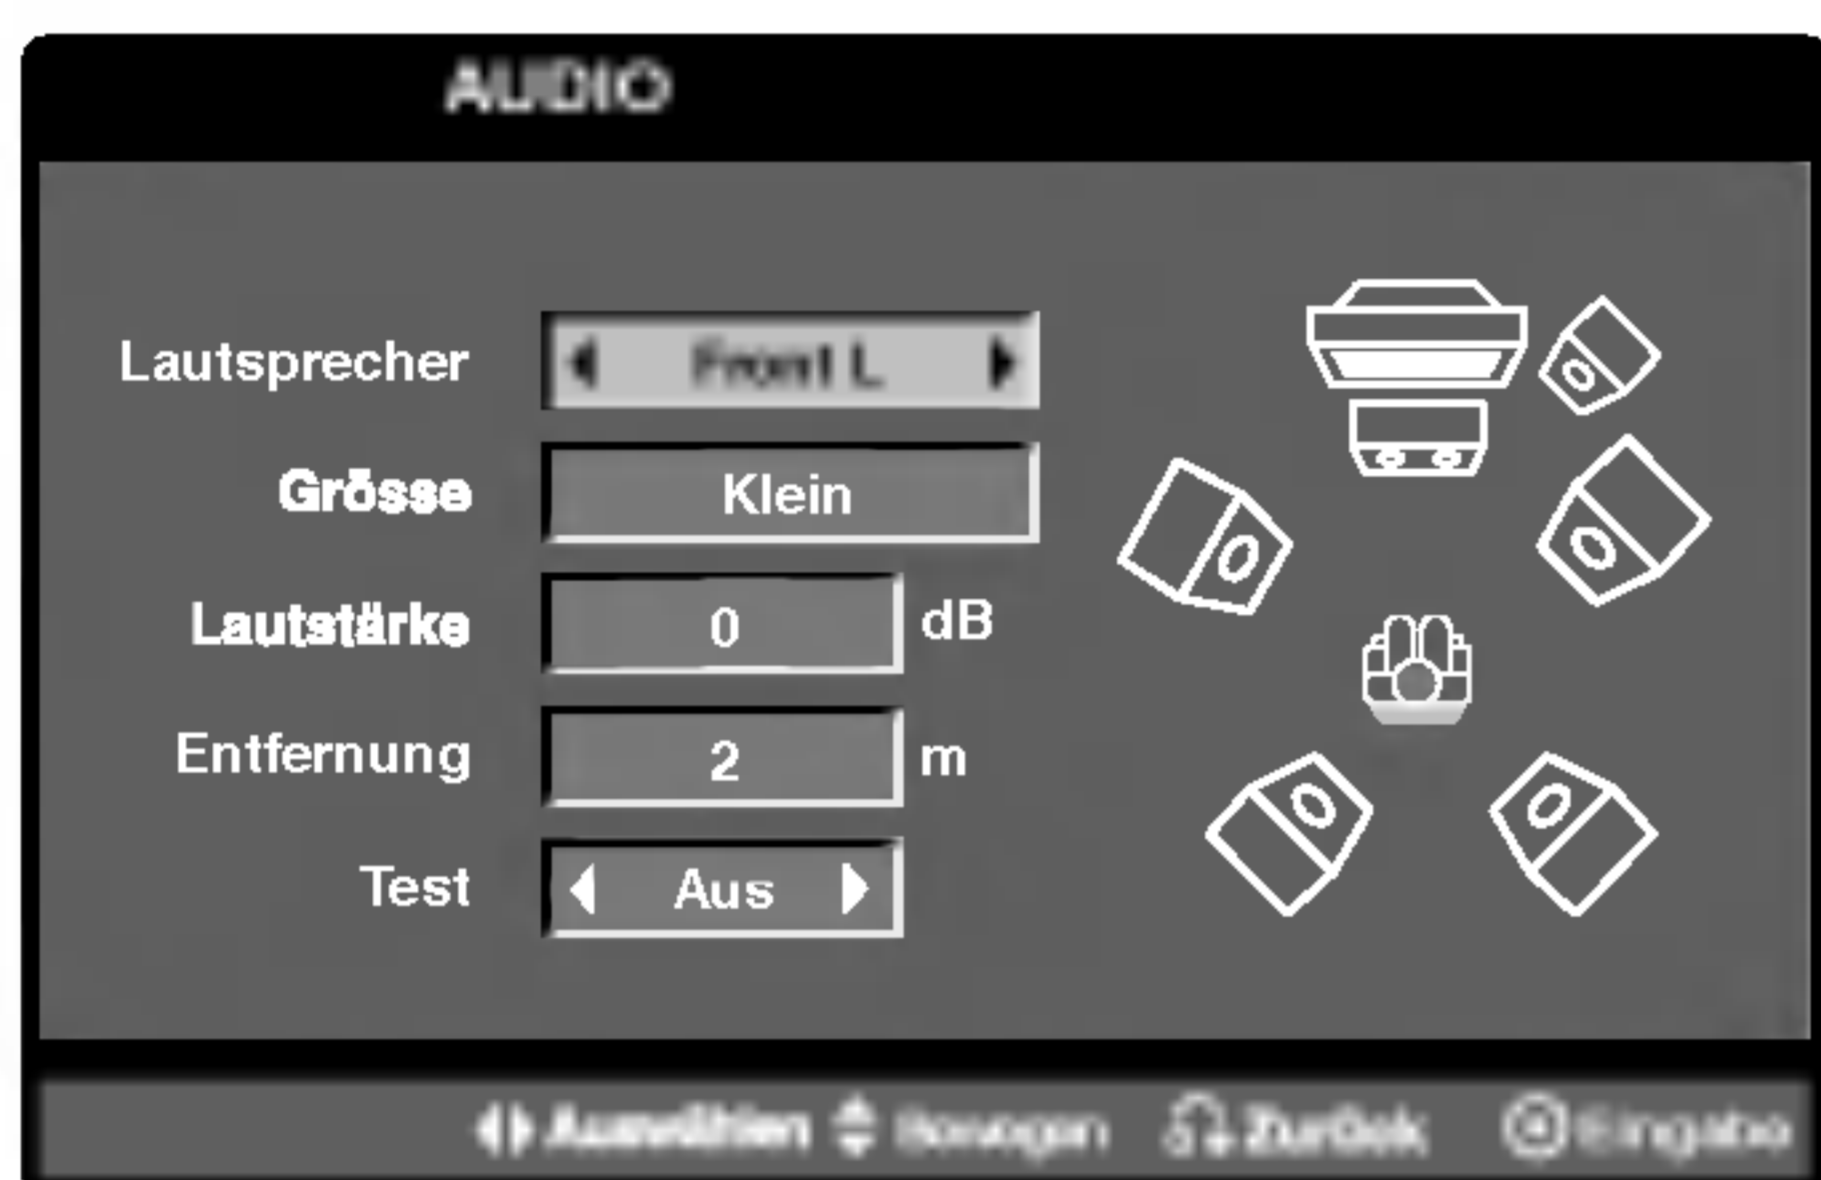 AUDIO
Lautsprecher Front L
Grösse Klein
Lautstärke 0 dB
Entfernung 2 m
Test Aus
Auswählen Bewegen Zurück Eingabe